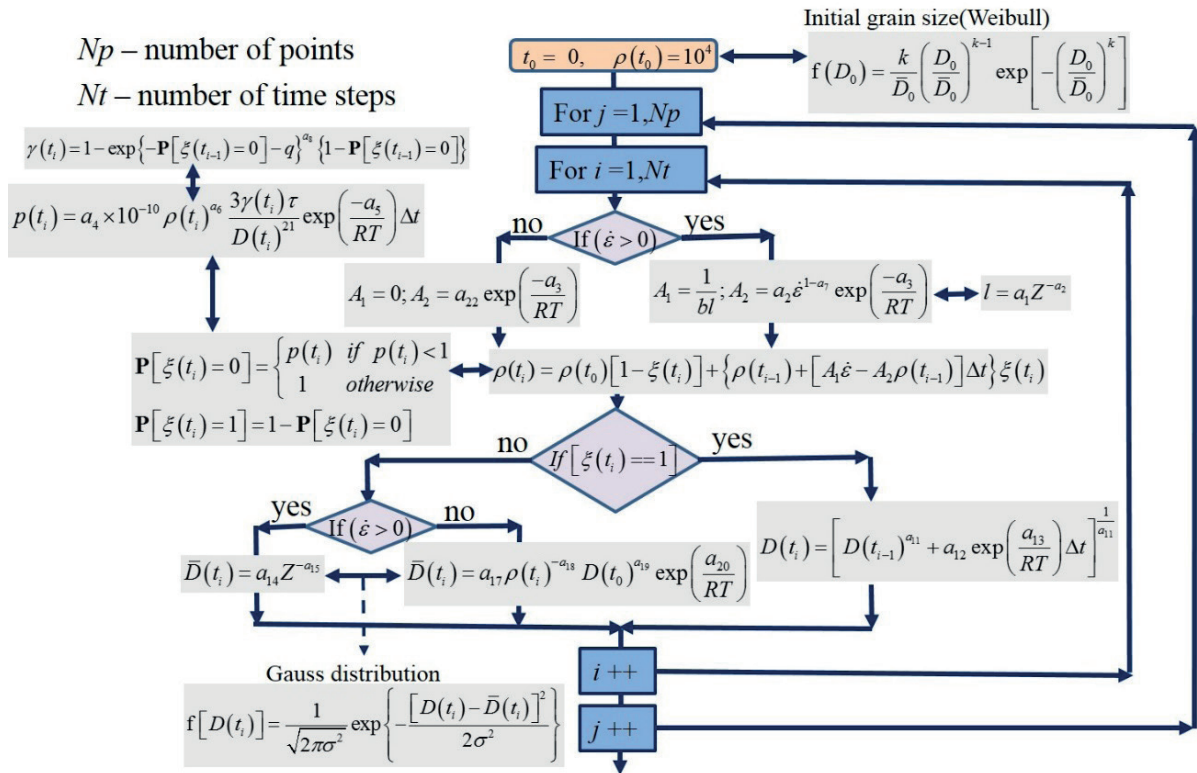 Initial grain size(Weibull)
Np – number of points
Nt – number of time steps
t₀ = 0, ρ(t₀)=10⁴
f(D₀) = k/D̄₀ (D₀/D̄₀)^(k−1) exp[−(D₀/D̄₀)^k]
For j =1,Np
For i =1,Nt
γ(tᵢ)=1−exp{−P[ξ(tᵢ₋₁)=0]−q}^(a₈) {1−P[ξ(tᵢ₋₁)=0]}
p(tᵢ) = a₄ ×10⁻¹⁰ ρ(tᵢ)^(a₆) 3γ(tᵢ)τ/D(tᵢ)²¹ exp(−a₅/RT)Δt
no
If(ε̇ > 0)
yes
A₁ = 0; A₂ = a₂₂ exp(−a₃/RT)
A₁ = 1/bl; A₂ = a₂ε̇^(1−a₇) exp(−a₃/RT)
l = a₁Z^(−a₂)
P[ξ(tᵢ)=0]= { p(tᵢ) if p(tᵢ)<1
1 otherwise
P[ξ(tᵢ)=1]=1−P[ξ(tᵢ)=0]
ρ(tᵢ) = ρ(t₀)[1−ξ(tᵢ)]+{ρ(tᵢ₋₁)+[A₁ε̇−A₂ρ(tᵢ₋₁)]Δt}ξ(tᵢ)
no
If[ξ(tᵢ)==1]
yes
yes
If(ε̇ > 0)
no
D̄(tᵢ)=a₁₄Z^(−a₁₅)
D̄(tᵢ)=a₁₇ρ(tᵢ)^(−a₁₈) D(t₀)^(a₁₉) exp(a₂₀/RT)
D(tᵢ)=[D(tᵢ₋₁)^(a₁₁)+a₁₂ exp(a₁₃/RT)Δt]^(1/a₁₁)
Gauss distribution
f[D(tᵢ)]= 1/√(2πσ²) exp{−[D(tᵢ)−D̄(tᵢ)]²/2σ²}
i ++
j ++